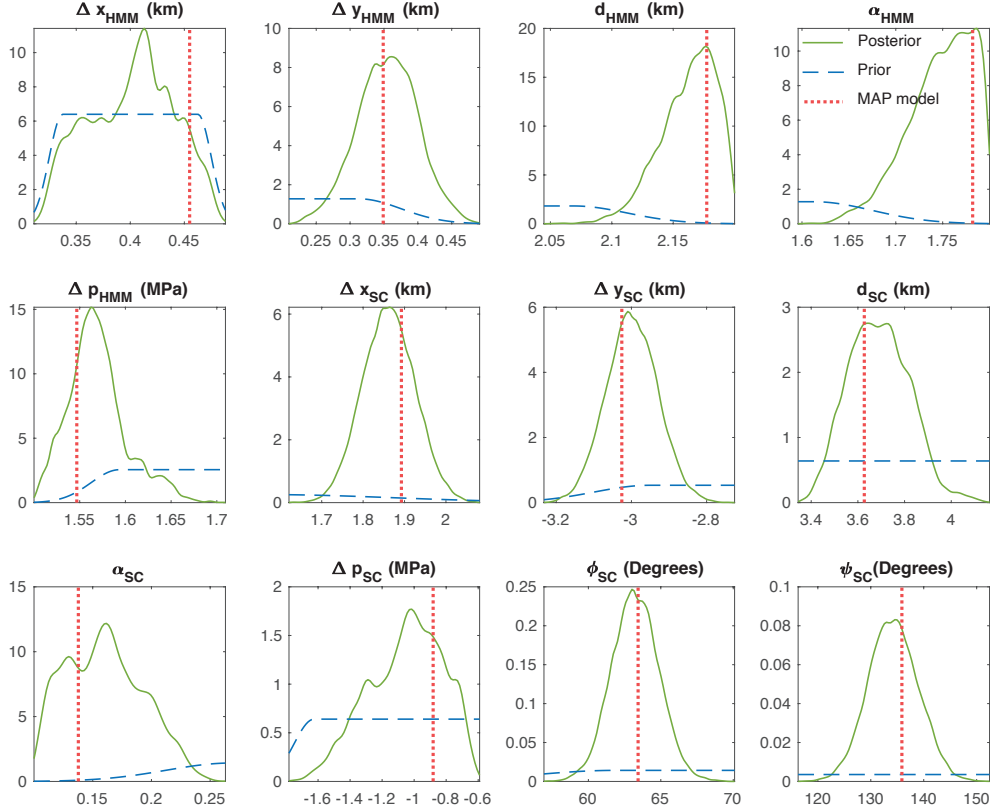 Δ x_HMM (km)
Δ y_HMM (km)
d_HMM (km)
α_HMM
10
8
6
4
2
0
0.35 0.4 0.45
10
8
6
4
2
0
0.25 0.3 0.35 0.4 0.45
20
15
10
5
0
2.05 2.1 2.15
10
8
6
4
2
0
1.6 1.65 1.7 1.75
Posterior
Prior
MAP model
Δ p_HMM (MPa)
Δ x_SC (km)
Δ y_SC (km)
d_SC (km)
15
10
5
0
1.55 1.6 1.65 1.7
6
4
2
0
1.7 1.8 1.9 2
6
4
2
0
-3.2 -3 -2.8
3
2
1
0
3.4 3.6 3.8 4
α_SC
Δ p_SC (MPa)
ϕ_SC (Degrees)
ψ_SC(Degrees)
15
10
5
0
0.15 0.2
2
1.5
1
0.5
0
-1.6 -1.4 -1.2 -1 -0.8 -0.6
0.25
0.2
0.15
0.1
0.05
0
60 65 70
0.1
0.08
0.06
0.04
0.02
0
120 130 140 150